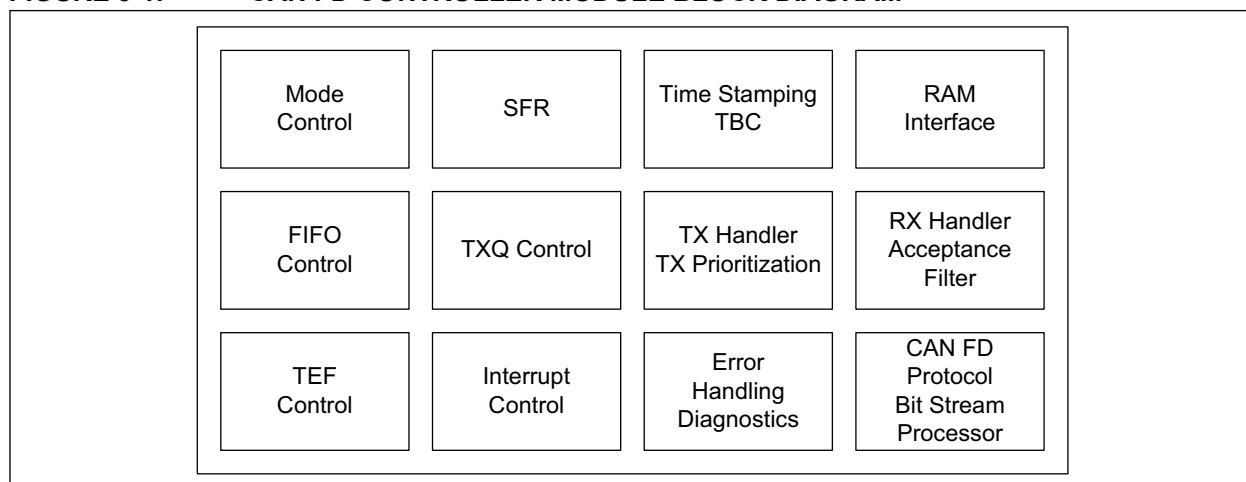 Mode
Control
SFR
Time Stamping
TBC
RAM
Interface
FIFO
Control
TXQ Control
TX Handler
TX Prioritization
RX Handler
Acceptance
Filter
TEF
Control
Interrupt
Control
Error
Handling
Diagnostics
CAN FD
Protocol
Bit Stream
Processor